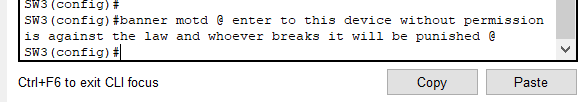 SW3(config)#
SW3(config)#banner motd @ enter to this device without permission
is against the law and whoever breaks it will be punished @
SW3(config)#
Ctrl+F6 to exit CLI focus
Copy
Paste